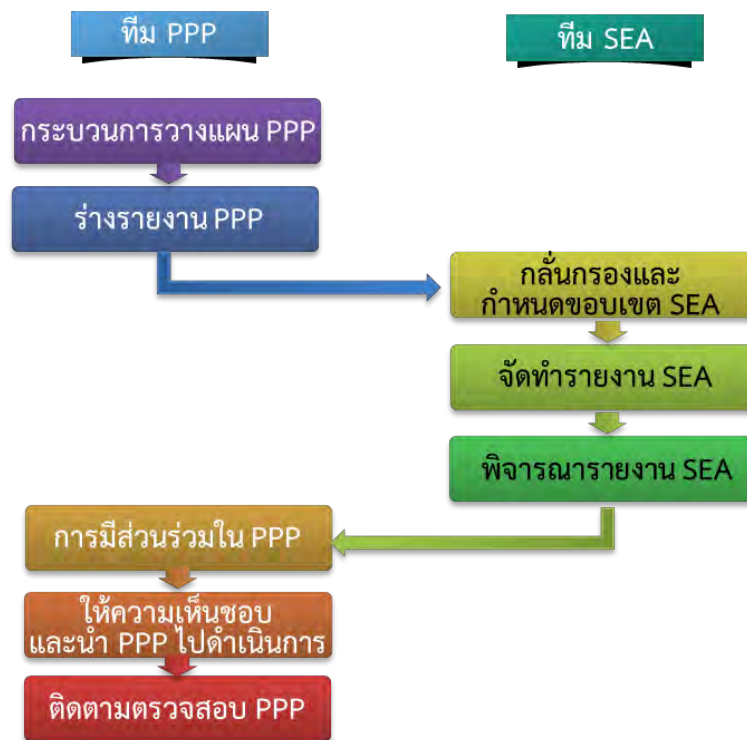 ทีม PPP
ทีม SEA
กระบวนการวางแผน PPP
ร่างรายงาน PPP
กลั่นกรองและ
กำหนดขอบเขต SEA
จัดทำรายงาน SEA
พิจารณารายงาน SEA
การมีส่วนร่วมใน PPP
ให้ความเห็นชอบ
และนำ PPP ไปดำเนินการ
ติดตามตรวจสอบ PPP